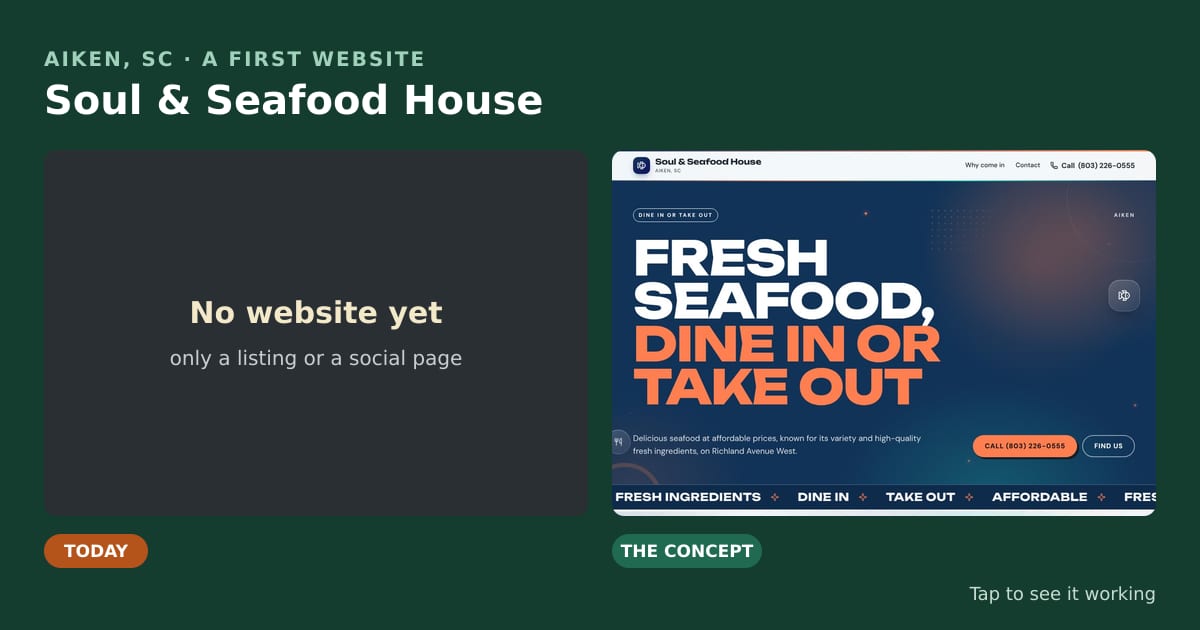 AIKEN, SC · A FIRST WEBSITE
Soul & Seafood House
No website yet
only a listing or a social page
TODAY
Soul & Seafood House
AIKEN, SC
Why come in
Contact
Call (803) 226-0555
DINE IN OR TAKE OUT
AIKEN
FRESH
SEAFOOD,
DINE IN OR
TAKE OUT
Delicious seafood at affordable prices, known for its variety and high-quality
fresh ingredients, on Richland Avenue West.
CALL (803) 226-0555
FIND US
FRESH INGREDIENTS ✧ DINE IN ✧ TAKE OUT ✧ AFFORDABLE ✧ FRES
THE CONCEPT
Tap to see it working